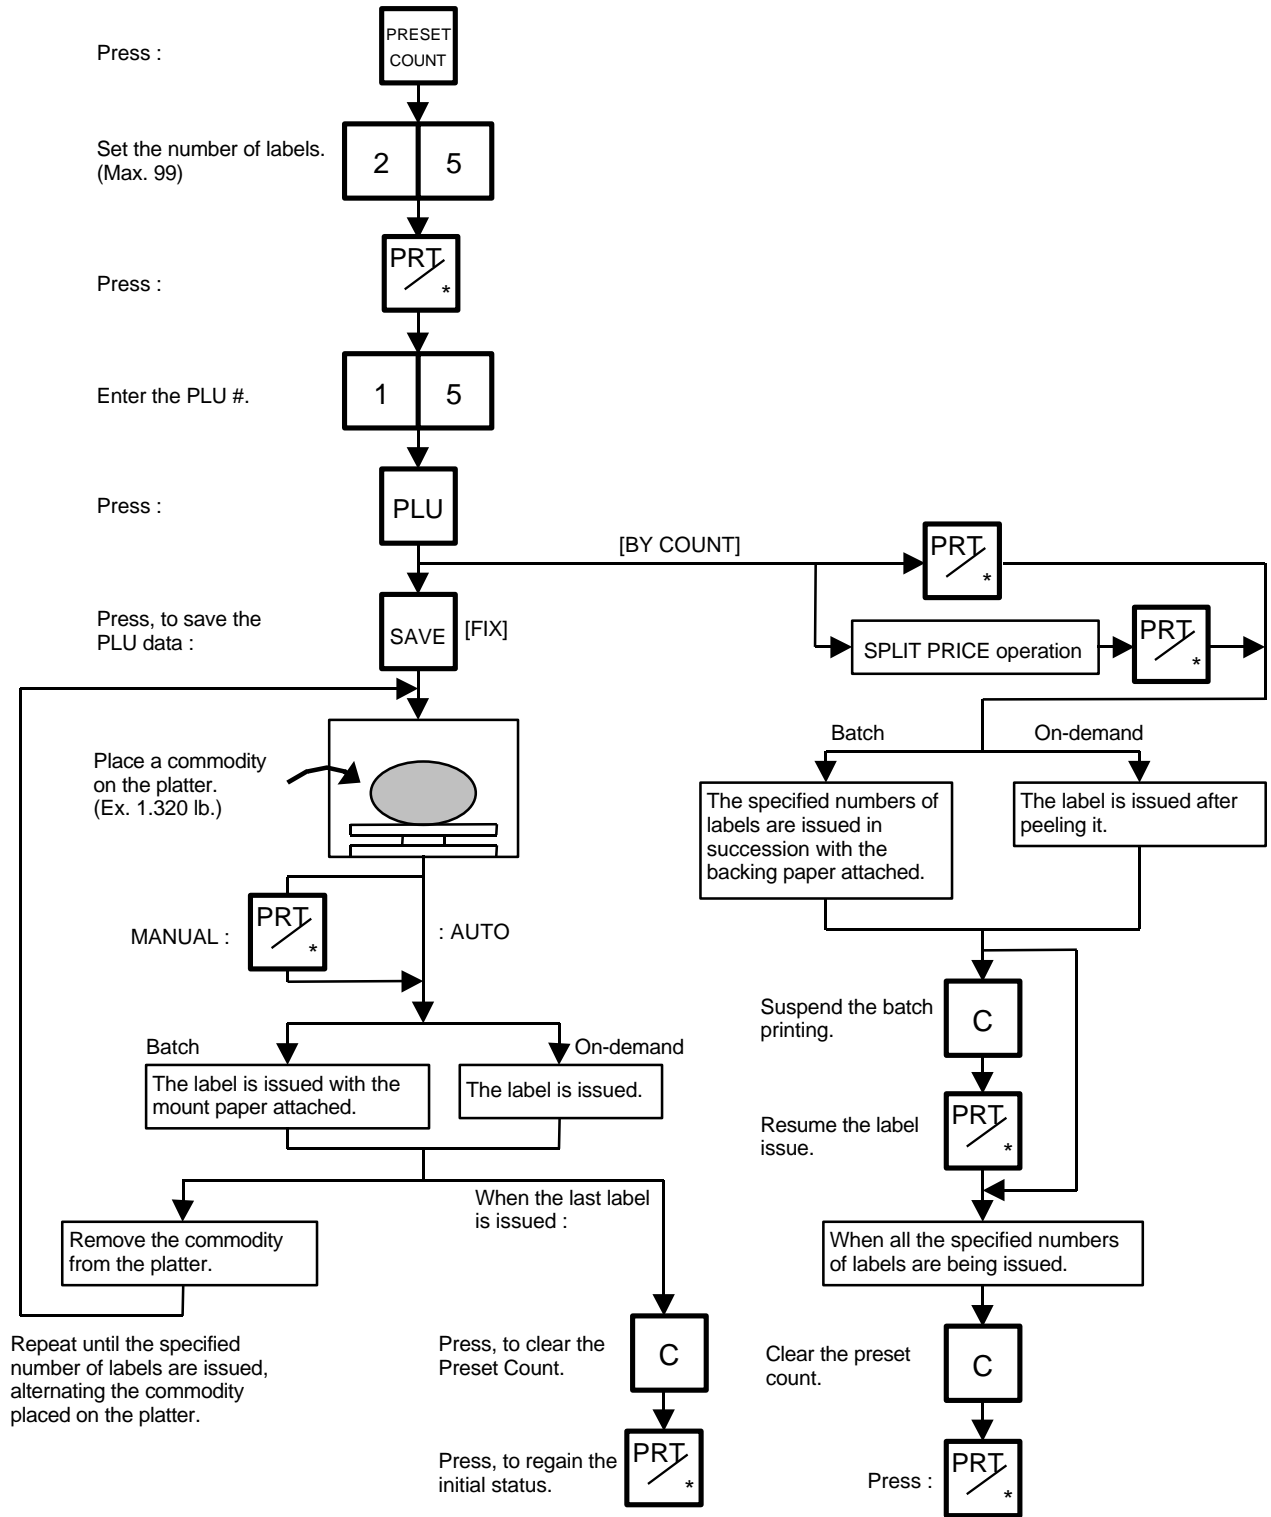 Press :
PRESET
COUNT
Set the number of labels.
(Max. 99)
2 5
Press :
PRT
*
Enter the PLU #.
1 5
Press :
PLU
[BY COUNT]
PRT
*
Press, to save the
PLU data :
SAVE
[FIX]
SPLIT PRICE operation
PRT
*
Place a commodity
on the platter.
(Ex. 1.320 lb.)
MANUAL :
PRT
*
: AUTO
Batch
The label is issued with the
mount paper attached.
On-demand
The label is issued.
Remove the commodity
from the platter.
Repeat until the specified
number of labels are issued,
alternating the commodity
placed on the platter.
When the last label
is issued :
Press, to clear the
Preset Count.
C
Press, to regain the
initial status.
PRT
*
Batch
The specified numbers of
labels are issued in
succession with the
backing paper attached.
On-demand
The label is issued after
peeling it.
Suspend the batch
printing.
C
Resume the label
issue.
PRT
*
When all the specified numbers
of labels are being issued.
Clear the preset
count.
C
Press :
PRT
*